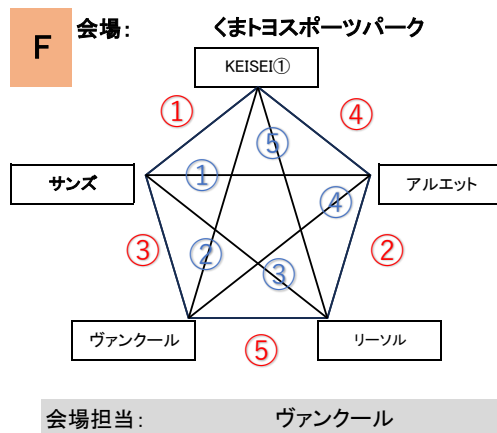 F
会場： くまトヨスポーツパーク
KEISEI①
① ④
⑤
サンズ ① アルエット
④
③ ② ③ ②
ヴァンクール リーソル
⑤
会場担当： ヴァンクール